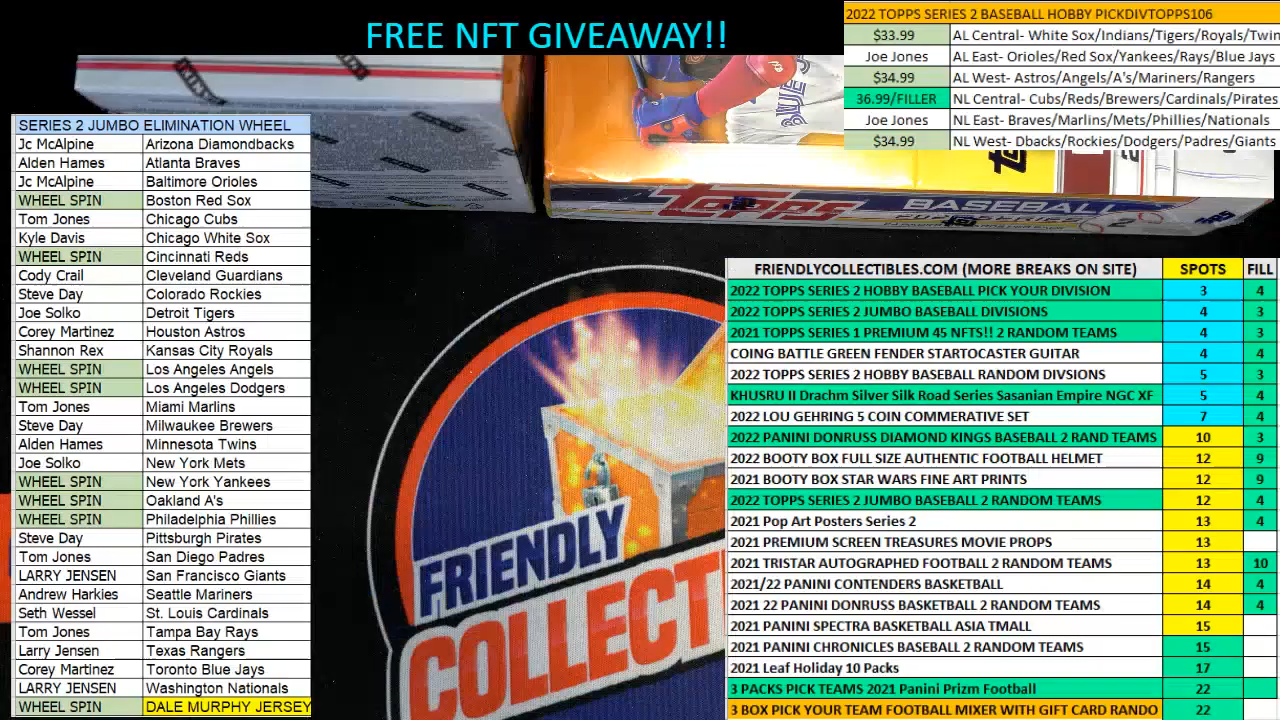 FREE NFT GIVEAWAY!!
2022 TOPPS SERIES 2 BASEBALL HOBBY PICKDIVTOPPS106
$33.99 AL Central- White Sox/Indians/Tigers/Royals/Twin
Joe Jones AL East- Orioles/Red Sox/Yankees/Rays/Blue Jays
$34.99 AL West- Astros/Angels/A's/Mariners/Rangers
36.99/FILLER NL Central- Cubs/Reds/Brewers/Cardinals/Pirates
Joe Jones NL East- Braves/Marlins/Mets/Phillies/Nationals
$34.99 NL West- Dbacks/Rockies/Dodgers/Padres/Giants
SERIES 2 JUMBO ELIMINATION WHEEL
Jc McAlpine Arizona Diamondbacks
Alden Hames Atlanta Braves
Jc McAlpine Baltimore Orioles
WHEEL SPIN Boston Red Sox
Tom Jones Chicago Cubs
Kyle Davis Chicago White Sox
WHEEL SPIN Cincinnati Reds
Cody Crail Cleveland Guardians
Steve Day Colorado Rockies
Joe Solko Detroit Tigers
Corey Martinez Houston Astros
Shannon Rex Kansas City Royals
WHEEL SPIN Los Angeles Angels
WHEEL SPIN Los Angeles Dodgers
Tom Jones Miami Marlins
Steve Day Milwaukee Brewers
Alden Hames Minnesota Twins
Joe Solko New York Mets
WHEEL SPIN New York Yankees
WHEEL SPIN Oakland A's
WHEEL SPIN Philadelphia Phillies
Steve Day Pittsburgh Pirates
Tom Jones San Diego Padres
LARRY JENSEN San Francisco Giants
Andrew Harkies Seattle Mariners
Seth Wessel St. Louis Cardinals
Tom Jones Tampa Bay Rays
Larry Jensen Texas Rangers
Corey Martinez Toronto Blue Jays
LARRY JENSEN Washington Nationals
WHEEL SPIN DALE MURPHY JERSEY
topps BASEBALL
FRIENDLY
COLLECT
FRIENDLYCOLLECTIBLES.COM (MORE BREAKS ON SITE) SPOTS FILL
2022 TOPPS SERIES 2 HOBBY BASEBALL PICK YOUR DIVISION 3 4
2022 TOPPS SERIES 2 JUMBO BASEBALL DIVISIONS 4 3
2021 TOPPS SERIES 1 PREMIUM 45 NFTS!! 2 RANDOM TEAMS 4 3
COING BATTLE GREEN FENDER STARTOCASTER GUITAR 4 4
2022 TOPPS SERIES 2 HOBBY BASEBALL RANDOM DIVSIONS 5 3
KHUSRU II Drachm Silver Silk Road Series Sasanian Empire NGC XF 5 4
2022 LOU GEHRING 5 COIN COMMERATIVE SET 7 4
2022 PANINI DONRUSS DIAMOND KINGS BASEBALL 2 RAND TEAMS 10 3
2022 BOOTY BOX FULL SIZE AUTHENTIC FOOTBALL HELMET 12 9
2021 BOOTY BOX STAR WARS FINE ART PRINTS 12 9
2022 TOPPS SERIES 2 JUMBO BASEBALL 2 RANDOM TEAMS 12 4
2021 Pop Art Posters Series 2 13 4
2021 PREMIUM SCREEN TREASURES MOVIE PROPS 13
2021 TRISTAR AUTOGRAPHED FOOTBALL 2 RANDOM TEAMS 13 10
2021/22 PANINI CONTENDERS BASKETBALL 14 4
2021 22 PANINI DONRUSS BASKETBALL 2 RANDOM TEAMS 14 4
2021 PANINI SPECTRA BASKETBALL ASIA TMALL 15
2021 PANINI CHRONICLES BASEBALL 2 RANDOM TEAMS 15
2021 Leaf Holiday 10 Packs 17
3 PACKS PICK TEAMS 2021 Panini Prizm Football 22
3 BOX PICK YOUR TEAM FOOTBALL MIXER WITH GIFT CARD RANDO 22